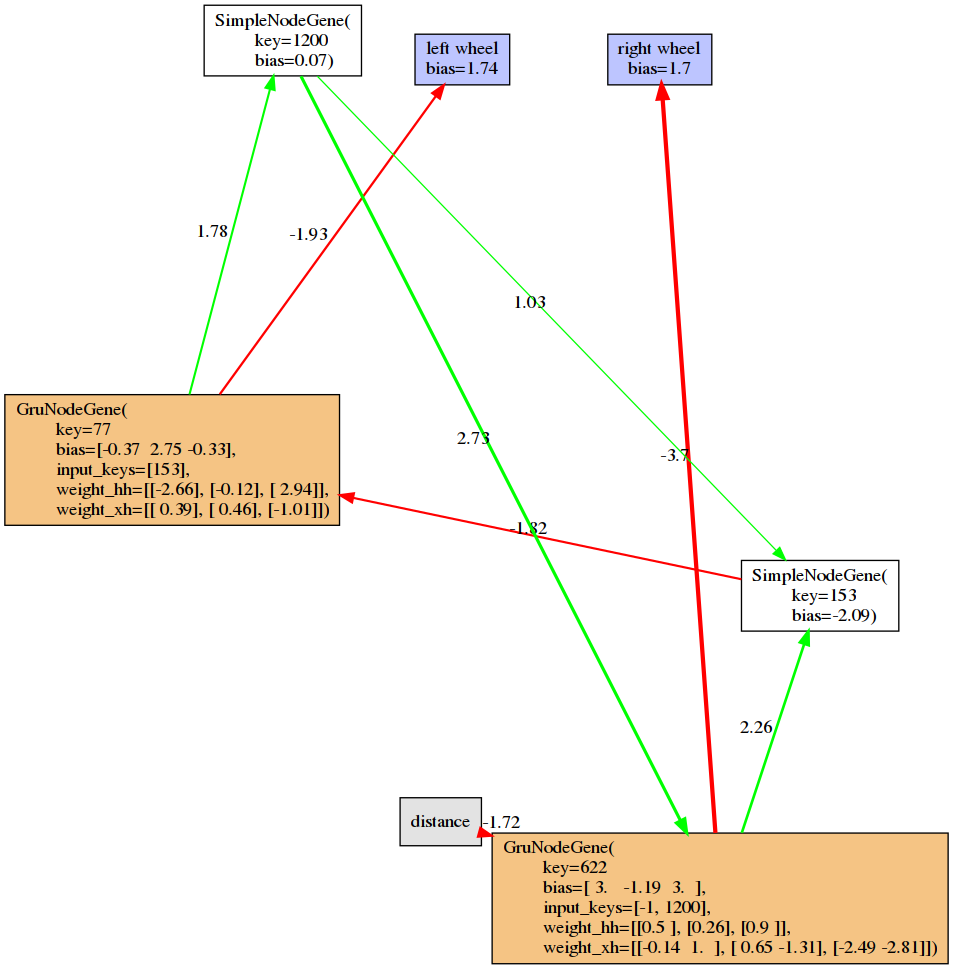 SimpleNodeGene(
key=1200
bias=0.07)
left wheel
bias=1.74
right wheel
bias=1.7
1.78
-1.93
1.03
GruNodeGene(
key=77
bias=[-0.37  2.75 -0.33],
input_keys=[153],
weight_hh=[[-2.66], [-0.12], [ 2.94]],
weight_xh=[[ 0.39], [ 0.46], [-1.01]])
2.73
-3.7
-1.82
SimpleNodeGene(
key=153
bias=-2.09)
2.26
distance
-1.72
GruNodeGene(
key=622
bias=[ 3.   -1.19  3.  ],
input_keys=[-1, 1200],
weight_hh=[[0.5 ], [0.26], [0.9 ]],
weight_xh=[[-0.14  1.  ], [ 0.65 -1.31], [-2.49 -2.81]])